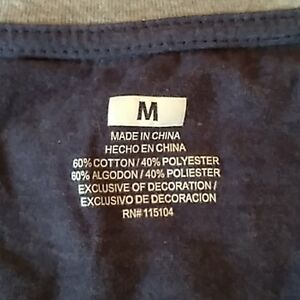 M
MADE IN CHINA
HECHO EN CHINA
60% COTTON / 40% POLYESTER
60% ALGODON / 40% POLIESTER
EXCLUSIVE OF DECORATION /
EXCLUSIVO DE DECORACION
RN# 115104